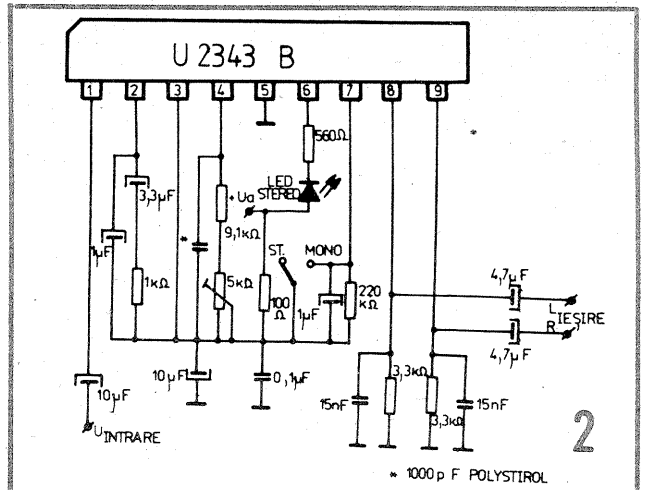 U 2343 B
1 2 3 4 5 6 7 8 9
560Ω
LED
STEREO
+Ua
3,3µF
9,1kΩ
*
1µF
ST. MONO
4,7µF
1kΩ
5kΩ
100
Ω
1µF
220
kΩ
L
IEȘIRE
R
4,7µF
10µF
10µF
0,1µF
15nF
3,3kΩ
3,3kΩ
15nF
UINTRARE
2
* 1000 pF POLYSTIROL